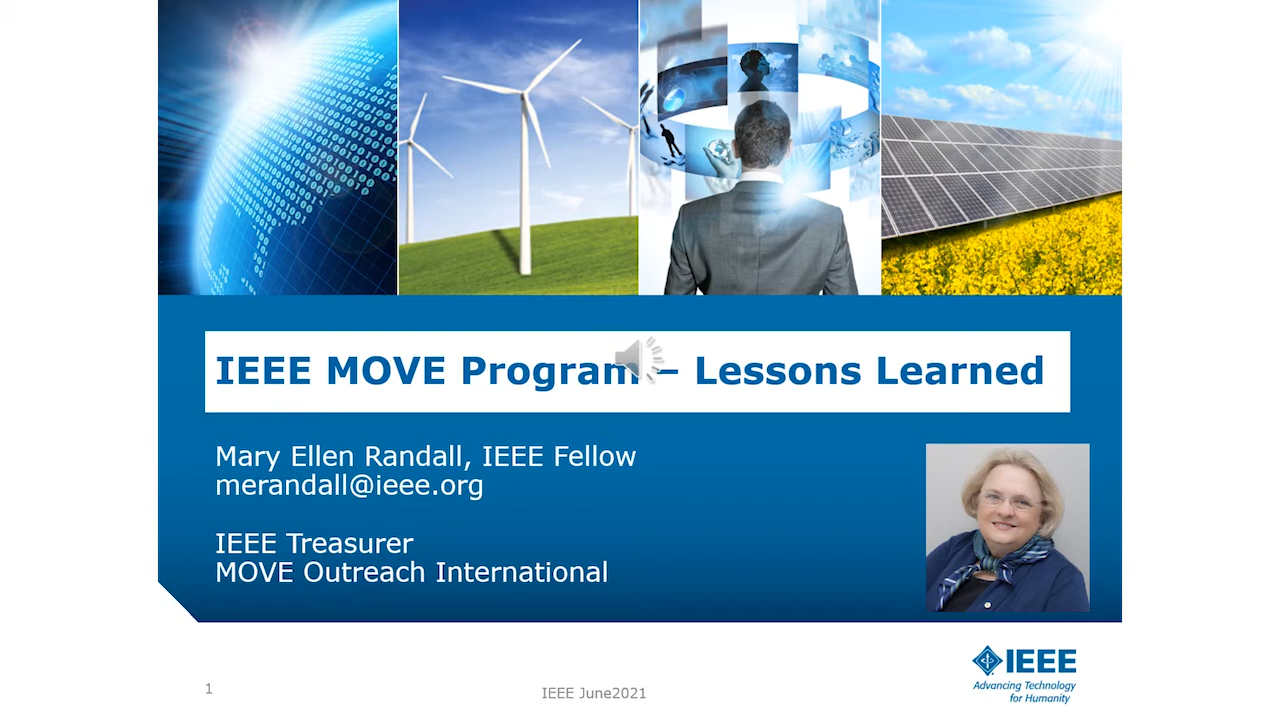 IEEE MOVE Program – Lessons Learned
Mary Ellen Randall, IEEE Fellow
merandall@ieee.org
IEEE Treasurer
MOVE Outreach International
1
IEEE June2021
IEEE
Advancing Technology
for Humanity